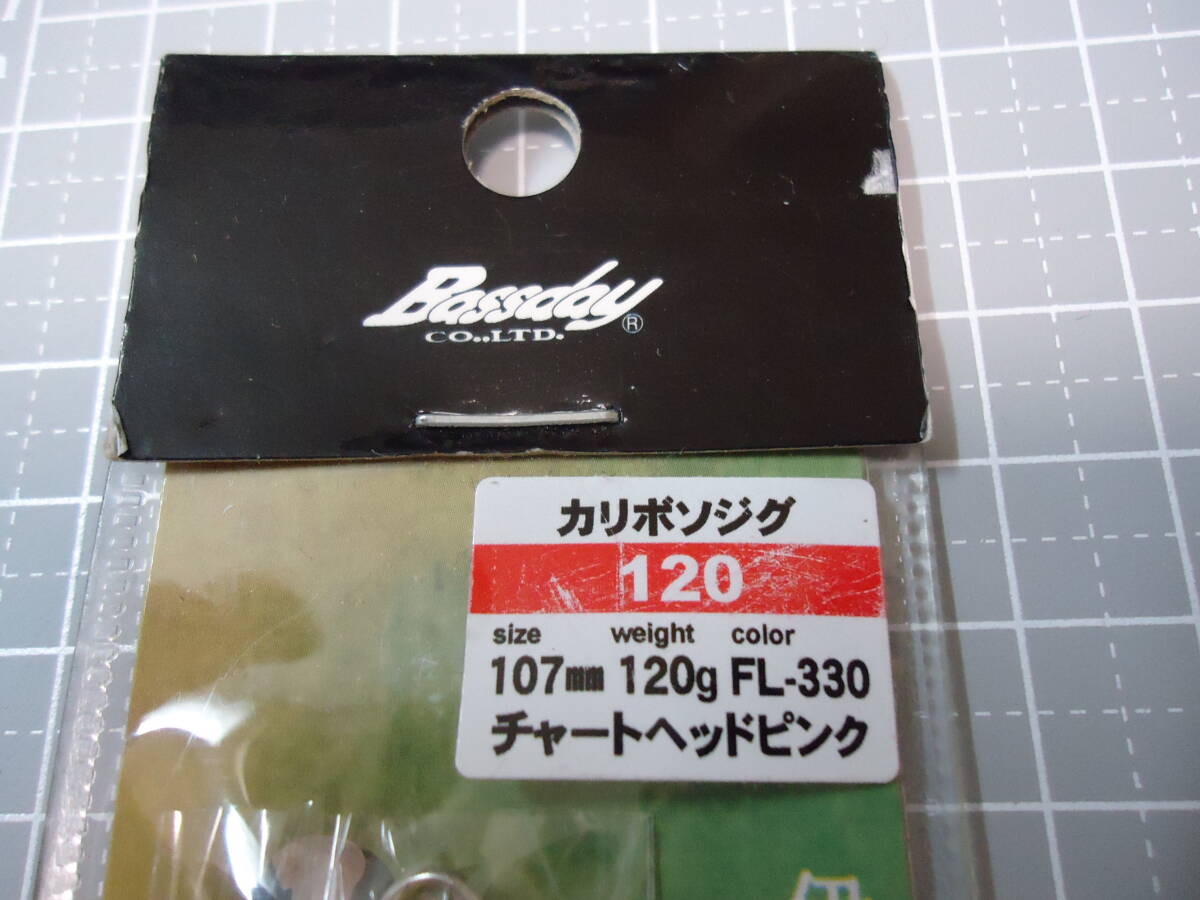 Bassday®
CO.,LTD.
カリボソジグ
120
size weight color
107㎜ 120g FL-330
チャートヘッドピンク